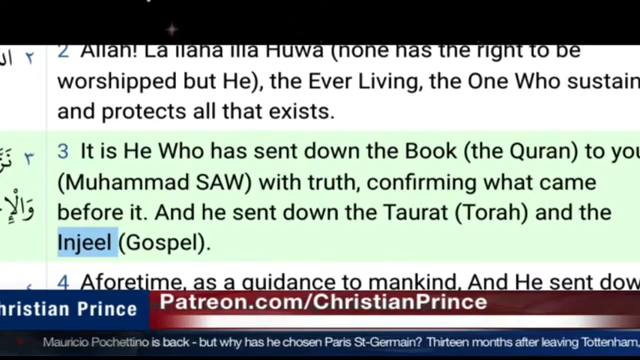 ٢
2 Allah! La ilaha illa Huwa (none has the right to be
worshipped but He), the Ever Living, the One Who sustain
and protects all that exists.
٣
3 It is He Who has sent down the Book (the Quran) to you
(Muhammad SAW) with truth, confirming what came
before it. And he sent down the Taurat (Torah) and the
Injeel (Gospel).
4 Aforetime, as a guidance to mankind, And He sent dow
Christian Prince
Patreon.com/ChristianPrince
Mauricio Pochettino is back - but why has he chosen Paris St-Germain? Thirteen months after leaving Tottenham,